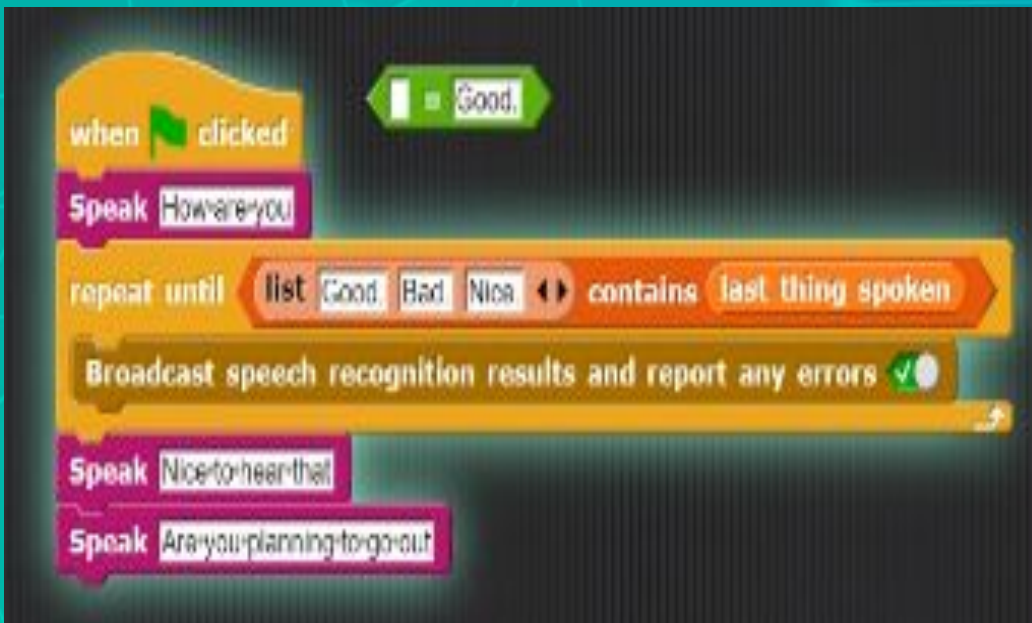 = Good.
when clicked
Speak How are you
repeat until list Good. Bad. Nice. contains last thing spoken
Broadcast speech recognition results and report any errors
Speak Nice to hear that
Speak Are you planning to go out